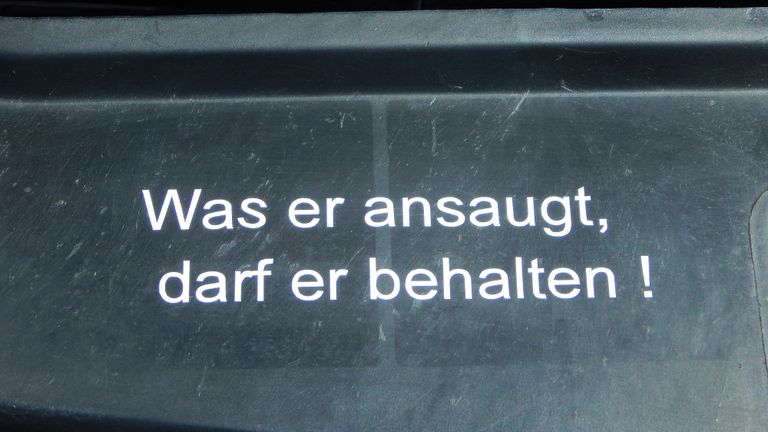 Was er ansaugt,
darf er behalten !